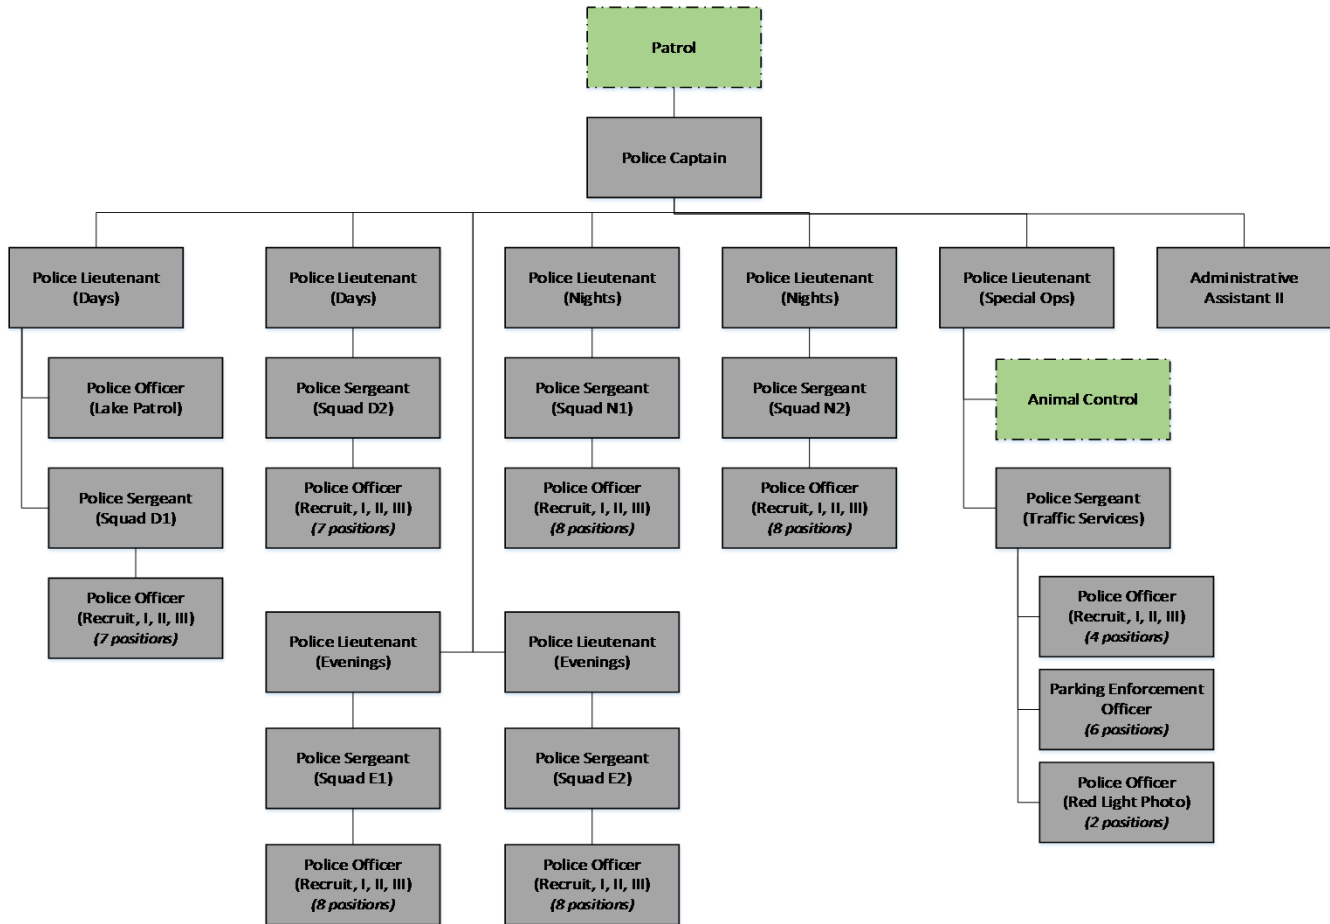 Patrol
Police Captain
Police Lieutenant
(Days)
Police Lieutenant
(Days)
Police Lieutenant
(Nights)
Police Lieutenant
(Nights)
Police Lieutenant
(Special Ops)
Administrative
Assistant II
Police Officer
(Lake Patrol)
Police Sergeant
(Squad D2)
Police Sergeant
(Squad N1)
Police Sergeant
(Squad N2)
Animal Control
Police Sergeant
(Squad D1)
Police Officer
(Recruit, I, II, III)
(7 positions)
Police Officer
(Recruit, I, II, III)
(8 positions)
Police Officer
(Recruit, I, II, III)
(8 positions)
Police Sergeant
(Traffic Services)
Police Officer
(Recruit, I, II, III)
(7 positions)
Police Officer
(Recruit, I, II, III)
(4 positions)
Police Lieutenant
(Evenings)
Police Lieutenant
(Evenings)
Parking Enforcement
Officer
(6 positions)
Police Sergeant
(Squad E1)
Police Sergeant
(Squad E2)
Police Officer
(Red Light Photo)
(2 positions)
Police Officer
(Recruit, I, II, III)
(8 positions)
Police Officer
(Recruit, I, II, III)
(8 positions)